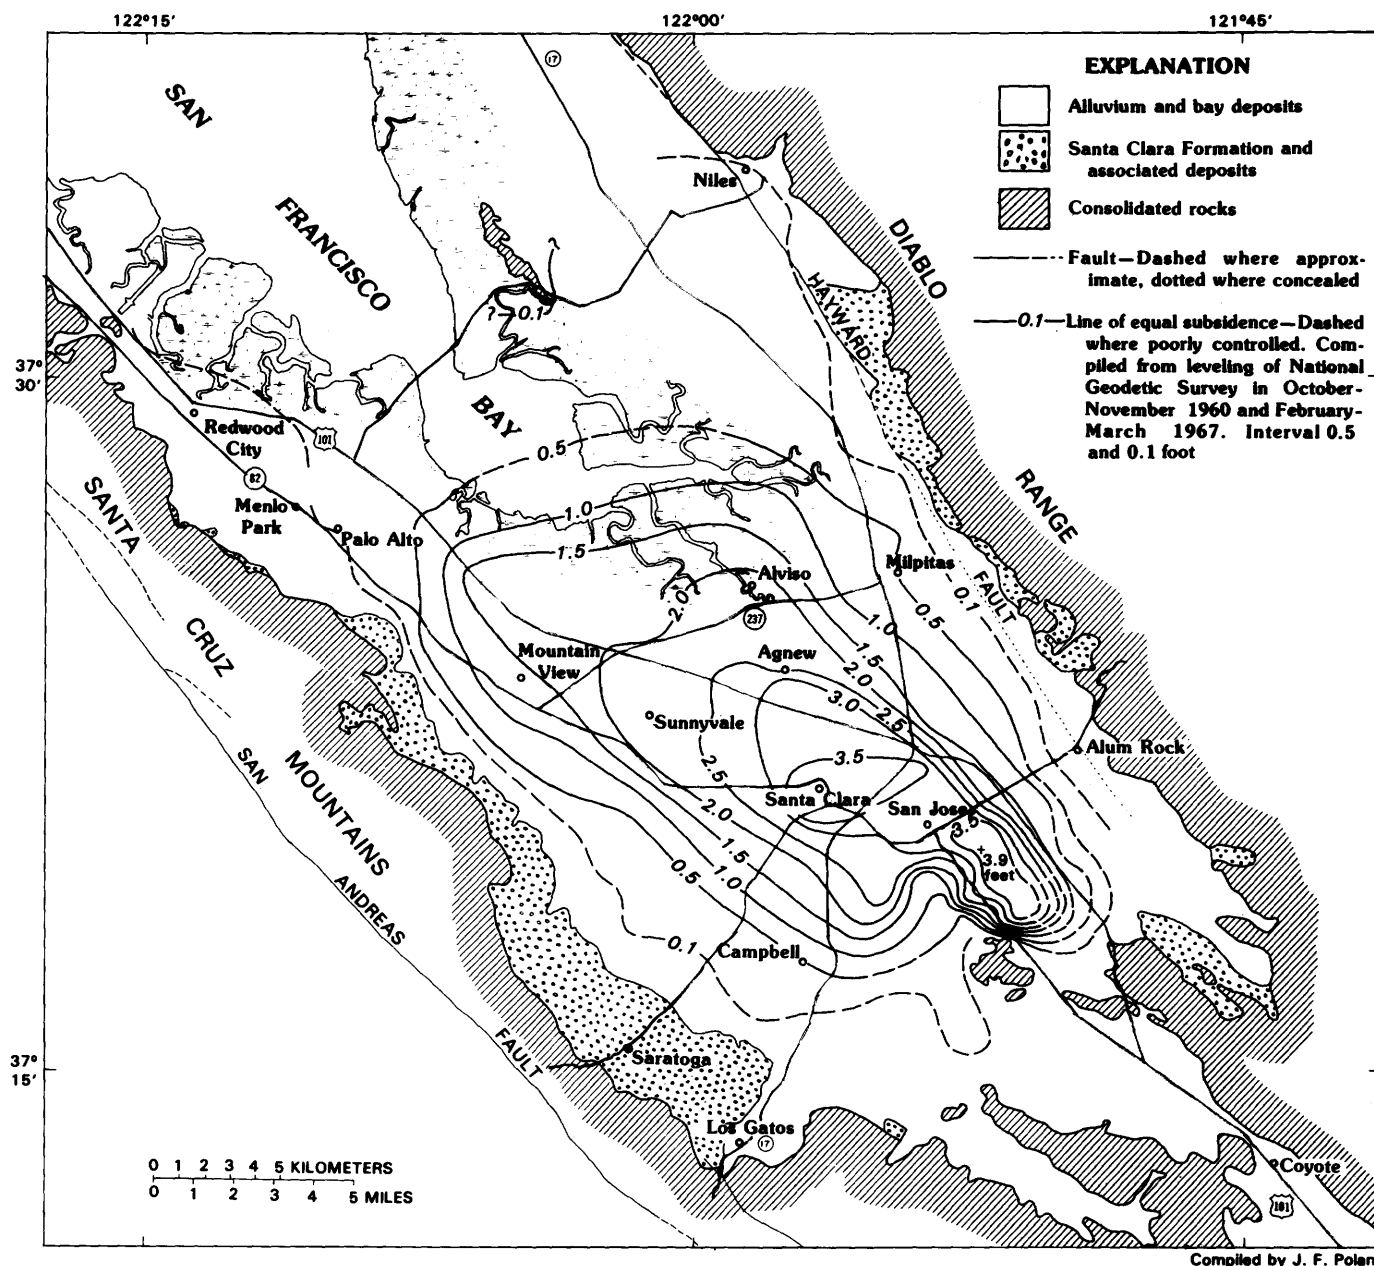 122°15′
122°00′
121°45′
EXPLANATION
Alluvium and bay deposits
Santa Clara Formation and
associated deposits
Consolidated rocks
Fault—Dashed where approx-
imate, dotted where concealed
0.1
Line of equal subsidence—Dashed
where poorly controlled. Com-
piled from leveling of National
Geodetic Survey in October-
November 1960 and February-
March 1967. Interval 0.5
and 0.1 foot
17
SAN
FRANCISCO
BAY
Niles
DIABLO
RANGE
HAYWARD
FAULT
?
?—0.1
37°
30′
Redwood
City
101
82
Menlo
Park
Palo Alto
0.5
1.0
1.5
2.0
Alviso
237
Milpitas
0.1
0.5
1.0
1.5
2.0
2.5
3.0
Mountain
View
Agnew
Sunnyvale
Alum Rock
SANTA
CRUZ
MOUNTAINS
SAN
ANDREAS
FAULT
3.5
2.5
Santa Clara
San Jose
3.5
+3.9
feet
2.0
1.5
1.0
0.5
0.1
Campbell
37°
15′
Saratoga
Los Gatos
17
Coyote
101
0 1 2 3 4 5 KILOMETERS
0 1 2 3 4 5 MILES
Compiled by J. F. Polan